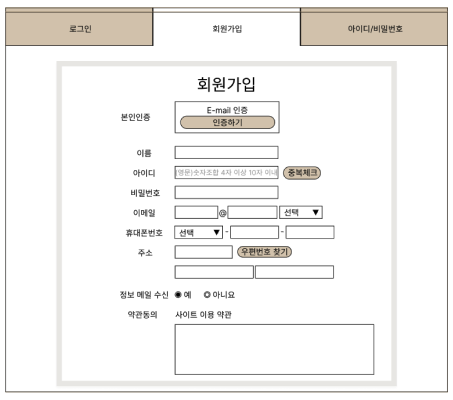 로그인 회원가입 아이디/비밀번호
회원가입
본인인증
E-mail 인증
인증하기
이름
아이디 (영문)숫자조합 4자 이상 10자 이내 중복체크
비밀번호
이메일 @ 선택 ▼
휴대폰번호 선택 ▼ - -
주소 우편번호 찾기
정보 메일 수신 예 아니요
약관동의 사이트 이용 약관